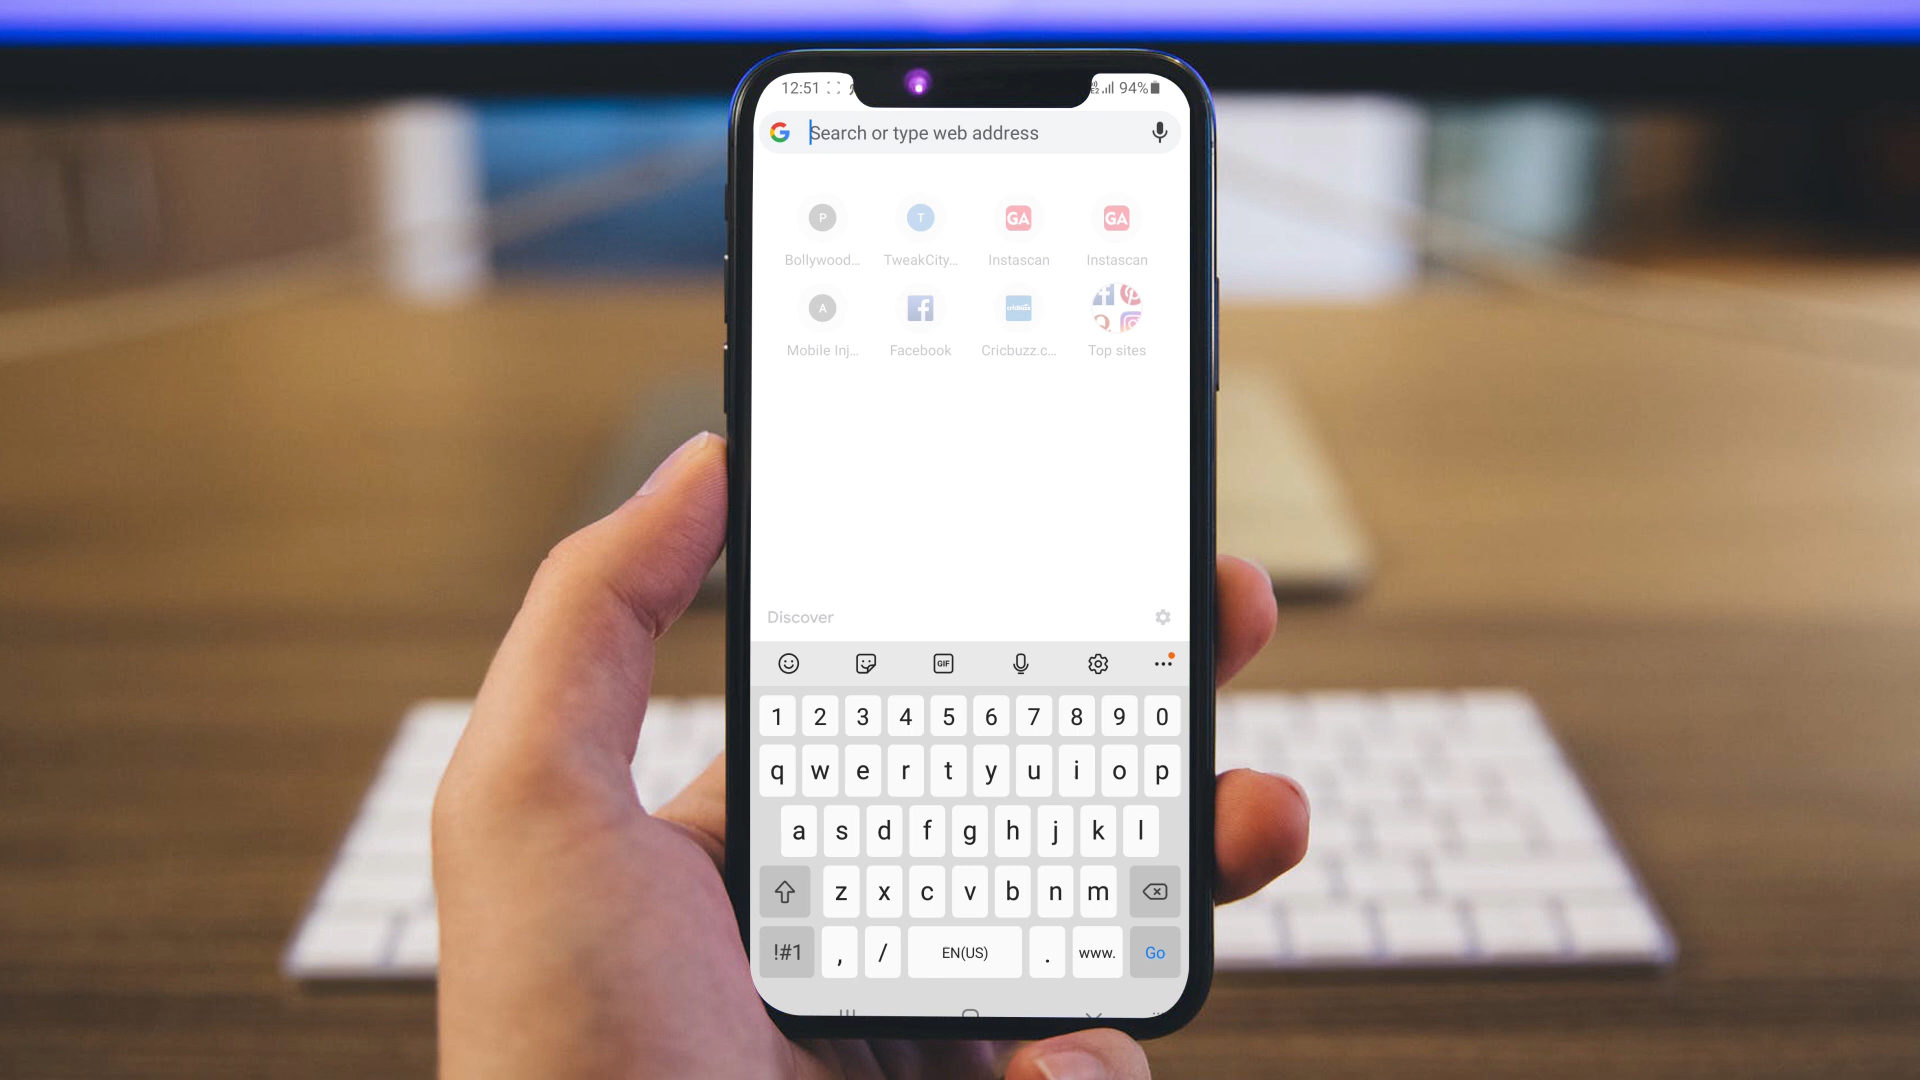 12:51 94%
Search or type web address
P T GA GA
Bollywood... TweakCity... Instascan Instascan
A f cricbuzz
Mobile Inj... Facebook Cricbuzz.c... Top sites
Discover
GIF
1 2 3 4 5 6 7 8 9 0
q w e r t y u i o p
a s d f g h j k l
z x c v b n m
!#1 , / EN(US) . www. Go